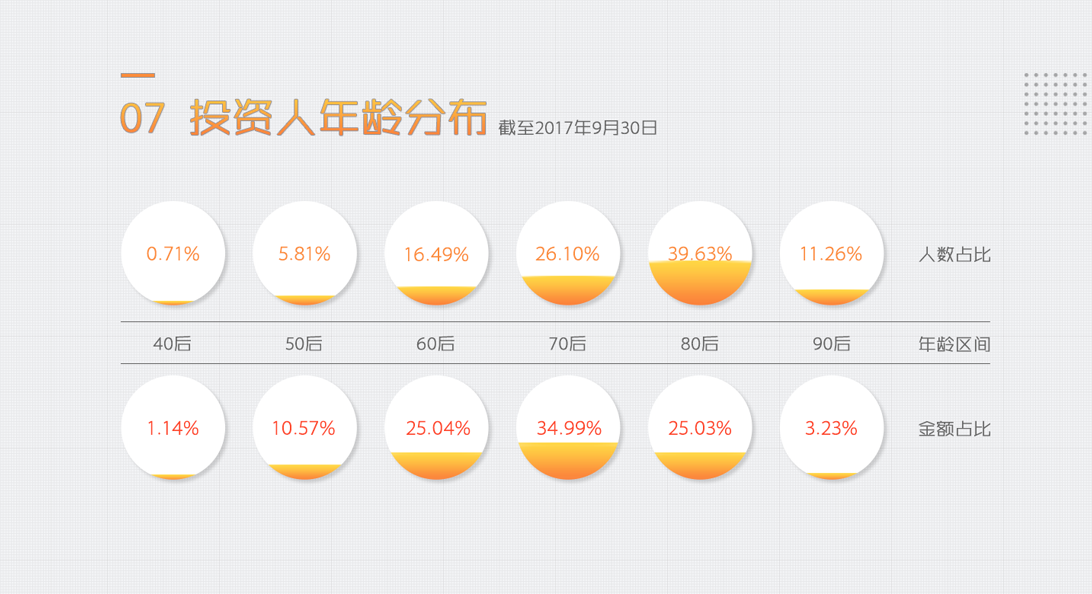 07 投资人年龄分布 截至2017年9月30日
0.71% 5.81% 16.49% 26.10% 39.63% 11.26% 人数占比
40后 50后 60后 70后 80后 90后 年龄区间
1.14% 10.57% 25.04% 34.99% 25.03% 3.23% 金额占比